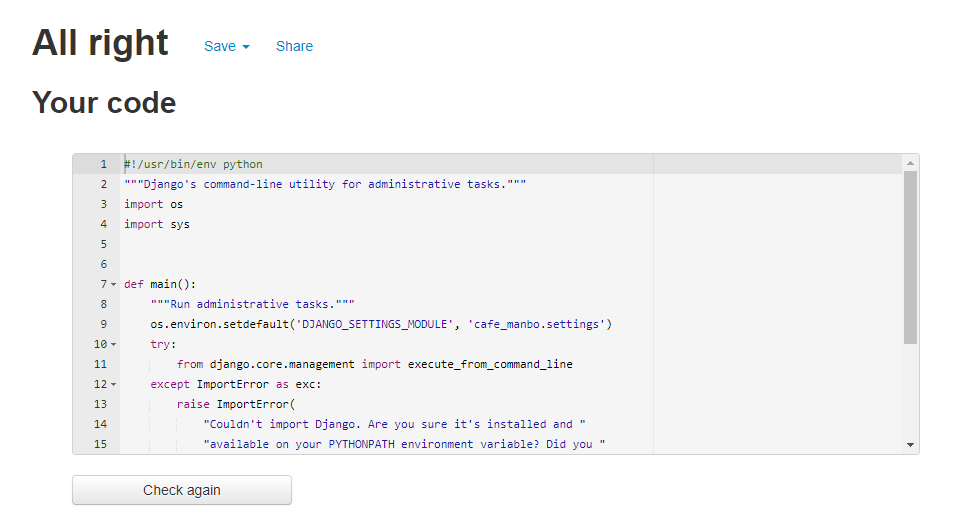 All right Save Share
Your code
1 #!/usr/bin/env python
2 """Django's command-line utility for administrative tasks."""
3 import os
4 import sys
5
6
7 def main():
8     """Run administrative tasks."""
9     os.environ.setdefault('DJANGO_SETTINGS_MODULE', 'cafe_manbo.settings')
10     try:
11         from django.core.management import execute_from_command_line
12     except ImportError as exc:
13         raise ImportError(
14             "Couldn't import Django. Are you sure it's installed and "
15             "available on your PYTHONPATH environment variable? Did you "
Check again